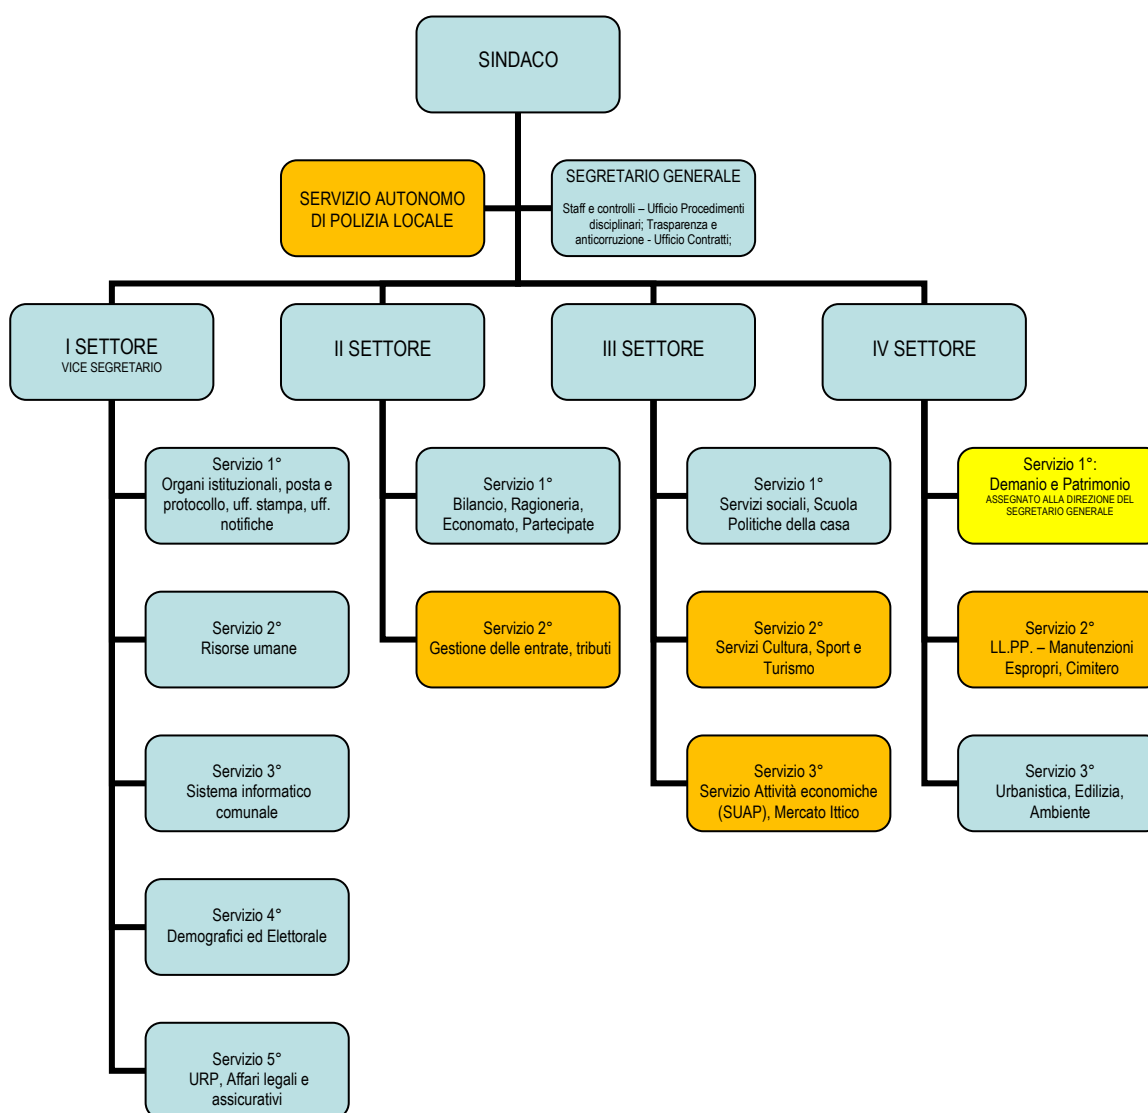 SINDACO
SERVIZIO AUTONOMO
DI POLIZIA LOCALE
SEGRETARIO GENERALE
Staff e controlli – Ufficio Procedimenti
disciplinari; Trasparenza e
anticorruzione - Ufficio Contratti;
I SETTORE
VICE SEGRETARIO
II SETTORE
III SETTORE
IV SETTORE
Servizio 1°
Organi istituzionali, posta e
protocollo, uff. stampa, uff.
notifiche
Servizio 1°
Bilancio, Ragioneria,
Economato, Partecipate
Servizio 1°
Servizi sociali, Scuola
Politiche della casa
Servizio 1°:
Demanio e Patrimonio
ASSEGNATO ALLA DIREZIONE DEL
SEGRETARIO GENERALE
Servizio 2°
Risorse umane
Servizio 2°
Gestione delle entrate, tributi
Servizio 2°
Servizi Cultura, Sport e
Turismo
Servizio 2°
LL.PP. – Manutenzioni
Espropri, Cimitero
Servizio 3°
Sistema informatico
comunale
Servizio 3°
Servizio Attività economiche
(SUAP), Mercato Ittico
Servizio 3°
Urbanistica, Edilizia,
Ambiente
Servizio 4°
Demografici ed Elettorale
Servizio 5°
URP, Affari legali e
assicurativi